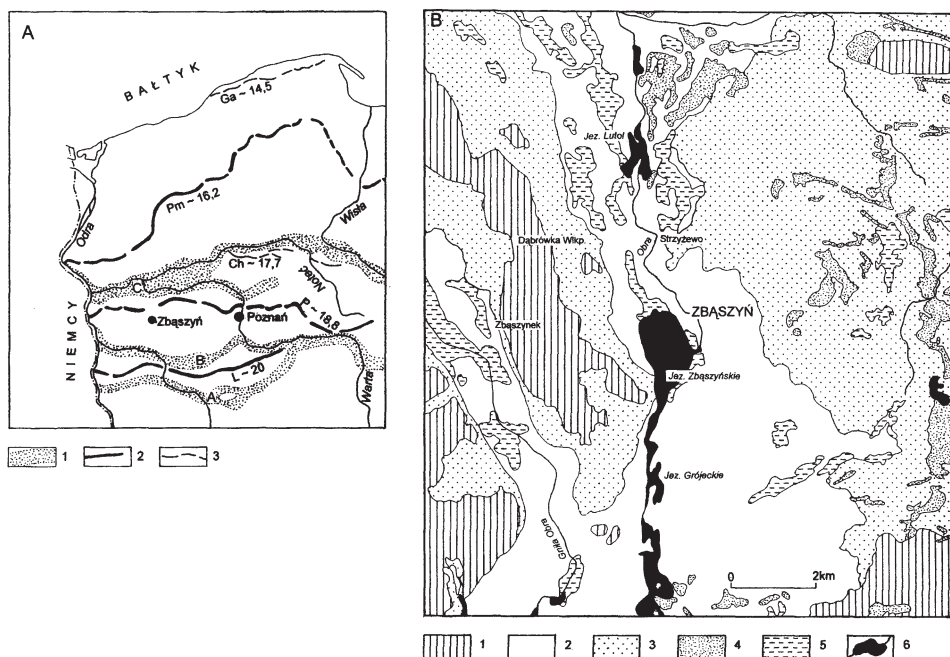 A
BAŁTYK
Ga ~ 14,5
Pm ~ 16,2
Odra
Wisła
Ch ~ 17,7
Noteć
C
P ~ 18,8
Zbąszyń
Poznań
NIEMCY
B
L ~ 20
A
Warta
1
2
3
B
Jez. Lutol
Obra
Strzyżewo
Dąbrówka Wlkp.
ZBĄSZYŃ
Zbąszynek
Jez. Zbąszyńskie
Jez. Grójeckie
Gniła Obra
0
2km
1
2
3
4
5
6